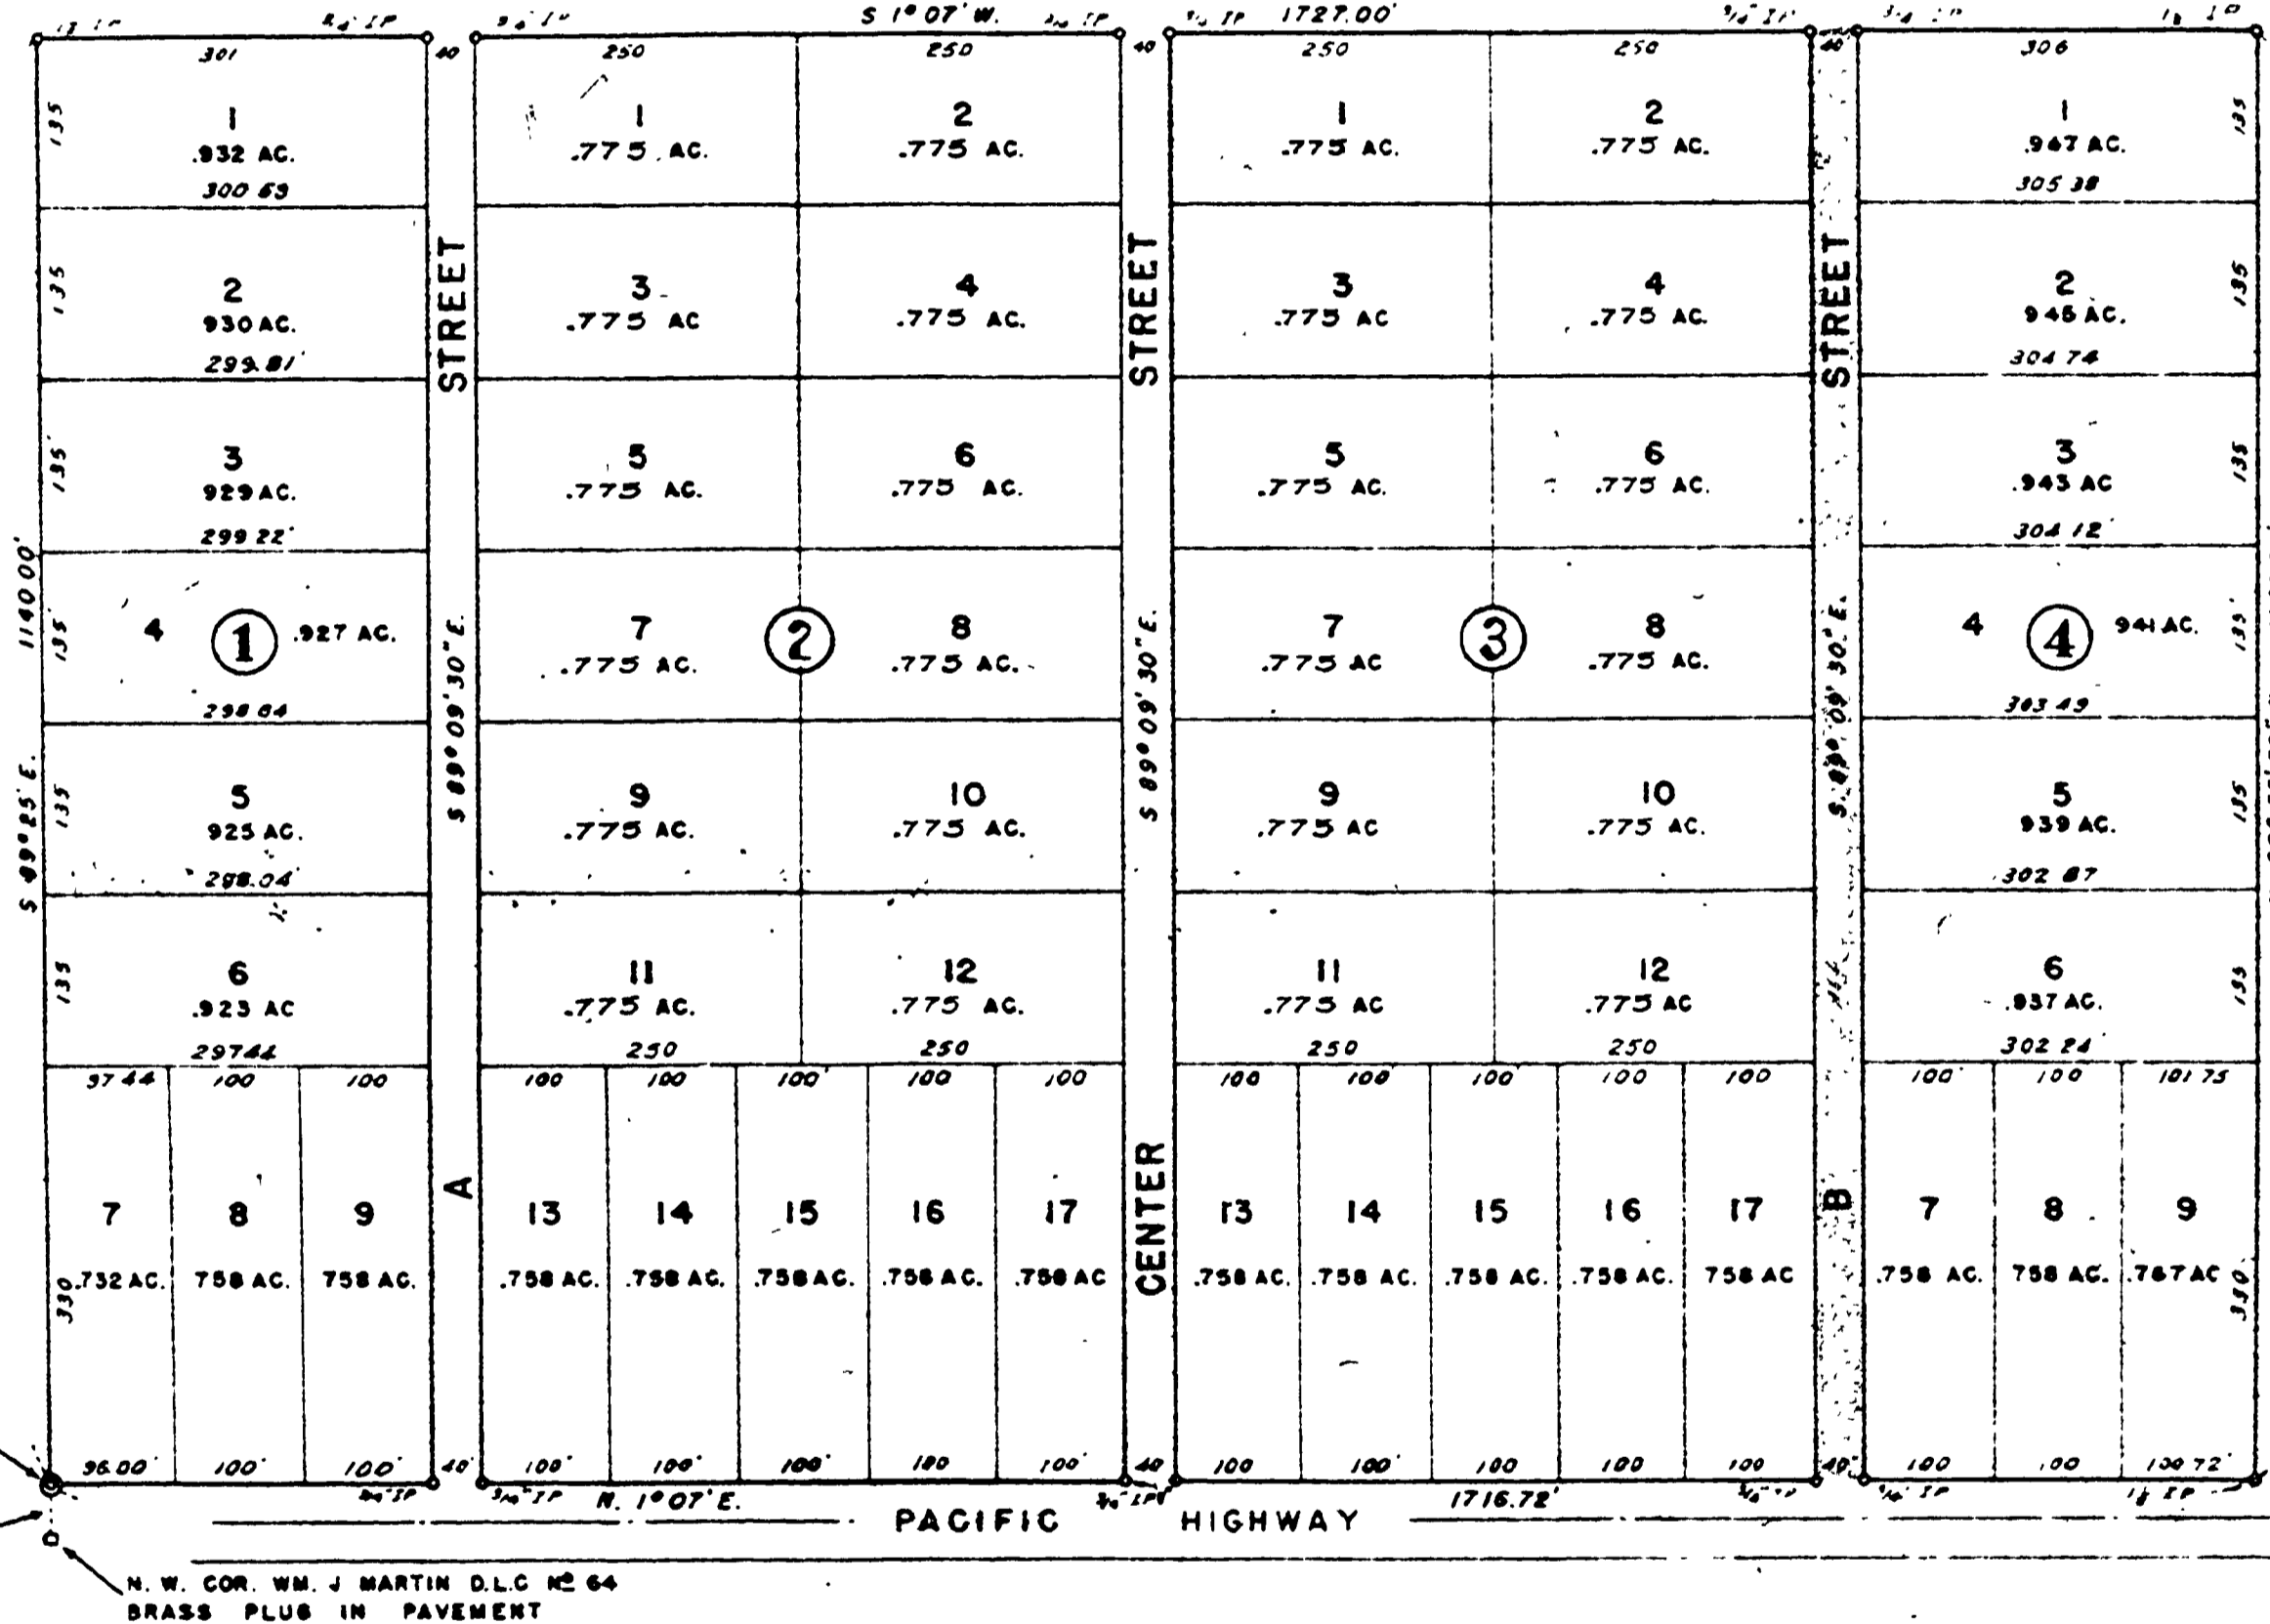 S 1° 07' W. 1727.00'
301 40 250 250 40 250 250 40 306
135 1 1 2 1 2 1 135
.932 AC. .775 AC. .775 AC. .775 AC. .775 AC. .947 AC.
300 305 38
135 2 3 4 3 4 2 135
930 AC. .775 AC .775 AC. .775 AC .775 AC. 945 AC.
299.81' 304 74
STREET STREET STREET
135' 3 5 6 5 6 3 135
929 AC. .775 AC. .775 AC. .775 AC. .775 AC. .943 AC
299 22' 304 12'
1140 00'
135' 4 1 .927 AC. 7 2 8 7 3 8 4 4 941 AC. 135'
.775 AC. .775 AC. .775 AC .775 AC.
298 64 303 49
S 89° 25' E. S 89° 09' 30" E. S 89° 09' 30" E. S. 89° 09' 30" E.
135 5 9 10 9 10 5 135
925 AC. .775 AC. .775 AC. .775 AC .775 AC. 939 AC.
298.04' 302 87
135 6 11 12 11 12 6 135
.923 AC .775 AC. .775 AC. .775 AC .775 AC .937 AC.
297 44 250 250 250 250 302 24'
97 44 100 100 100 100 100' 100 100 100 100 100 100 100 100' 100 101 75
A CENTER B
7 8 9 13 14 15 16 17 13 14 15 16 17 7 8 9
330 .732 AC. 758 AC. 758 AC. .758 AC. .758 AC. .758 AC. .758 AC. .758 AC .758 AC. .758 AC. .758 AC. .758 AC. 758 AC .758 AC. 758 AC. .767 AC 330
96.00' 100' 100' 40' 100' 100' 100' 100 100' 40 100 100' 100 100 100 40' 100 100 100 72'
N. 1° 07' E. 1716.72'
PACIFIC HIGHWAY
N. W. COR. WM. J MARTIN D.L.C № 64
BRASS PLUG IN PAVEMENT